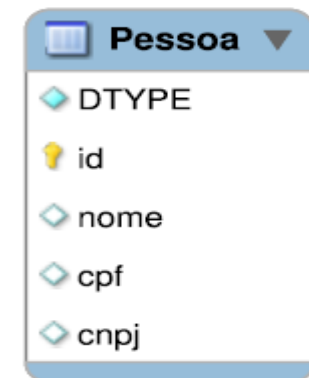 Pessoa
DTYPE
id
nome
cpf
cnpj